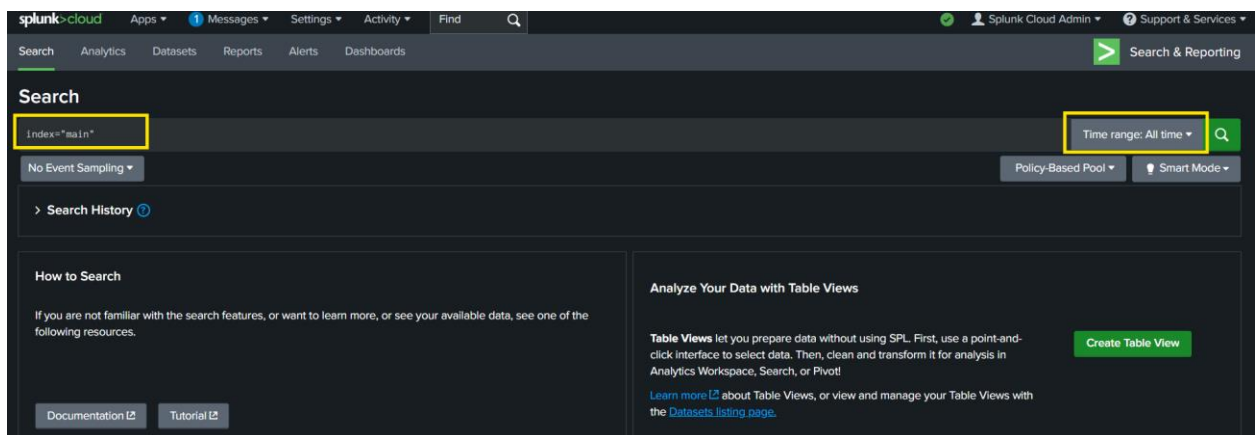 splunk>cloud Apps 1 Messages Settings Activity Find Splunk Cloud Admin ? Support & Services
Search Analytics Datasets Reports Alerts Dashboards > Search & Reporting
Search
index="main" Time range: All time
No Event Sampling Policy-Based Pool Smart Mode
> Search History ?
How to Search
If you are not familiar with the search features, or want to learn more, or see your available data, see one of the
following resources.
Documentation Tutorial
Analyze Your Data with Table Views
Table Views let you prepare data without using SPL. First, use a point-and-
click interface to select data. Then, clean and transform it for analysis in
Analytics Workspace, Search, or Pivot!
Create Table View
Learn more about Table Views, or view and manage your Table Views with
the Datasets listing page.